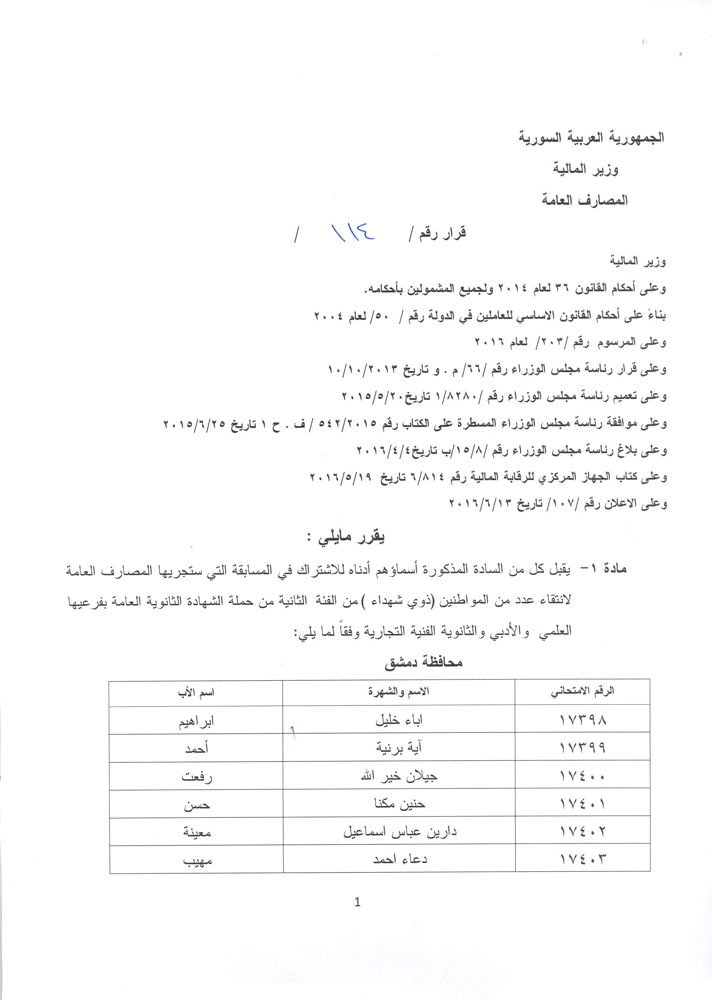 الجمهورية العربية السورية
وزير المالية
المصارف العامة
قرار رقم / ١١٤ /
وزير المالية
وعلى أحكام القانون ٣٦ لعام ٢٠١٤ ولجميع المشمولين بأحكامه.
بناءً على أحكام القانون الاساسي للعاملين في الدولة رقم / ٥٠/ لعام ٢٠٠٤
وعلى المرسوم رقم /٢٠٣/ لعام ٢٠١٦
وعلى قرار رئاسة مجلس الوزراء رقم /٦٦/ م . و تاريخ ١٠/١٠/٢٠١٣
وعلى تعميم رئاسة مجلس الوزراء رقم /١/٨٢٨٠ تاريخ٢٠١٥/٥/٢٠
وعلى موافقة رئاسة مجلس الوزراء المسطرة على الكتاب رقم ٥٤٢/٢٠١٥ / ف . ح ١ تاريخ ٢٠١٥/٦/٢٥
وعلى بلاغ رئاسة مجلس الوزراء رقم /١٥/٨/ب تاريخ٢٠١٦/٤/٤
وعلى كتاب الجهاز المركزي للرقابة المالية رقم ٦/٨١٤ تاريخ ٢٠١٦/٥/١٩
وعلى الاعلان رقم /١٠٧/ تاريخ ٢٠١٦/٦/١٣
يقرر مايلي :
مادة ١- يقبل كل من السادة المذكورة أسماؤهم أدناه للاشتراك في المسابقة التي ستجريها المصارف العامة
لانتقاء عدد من المواطنين (ذوي شهداء ) من الفئة الثانية من حملة الشهادة الثانوية العامة بفرعيها
العلمي والأدبي والثانوية الفنية التجارية وفقاً لما يلي:
محافظة دمشق
الرقم الامتحاني الاسم والشهرة اسم الأب
١٧٣٩٨ اباء خليل ابراهيم
١٧٣٩٩ آية برنية أحمد
١٧٤٠٠ جيلان خير الله رفعت
١٧٤٠١ حنين مكنا حسن
١٧٤٠٢ دارين عباس اسماعيل معينة
١٧٤٠٣ دعاء احمد مهيب
1